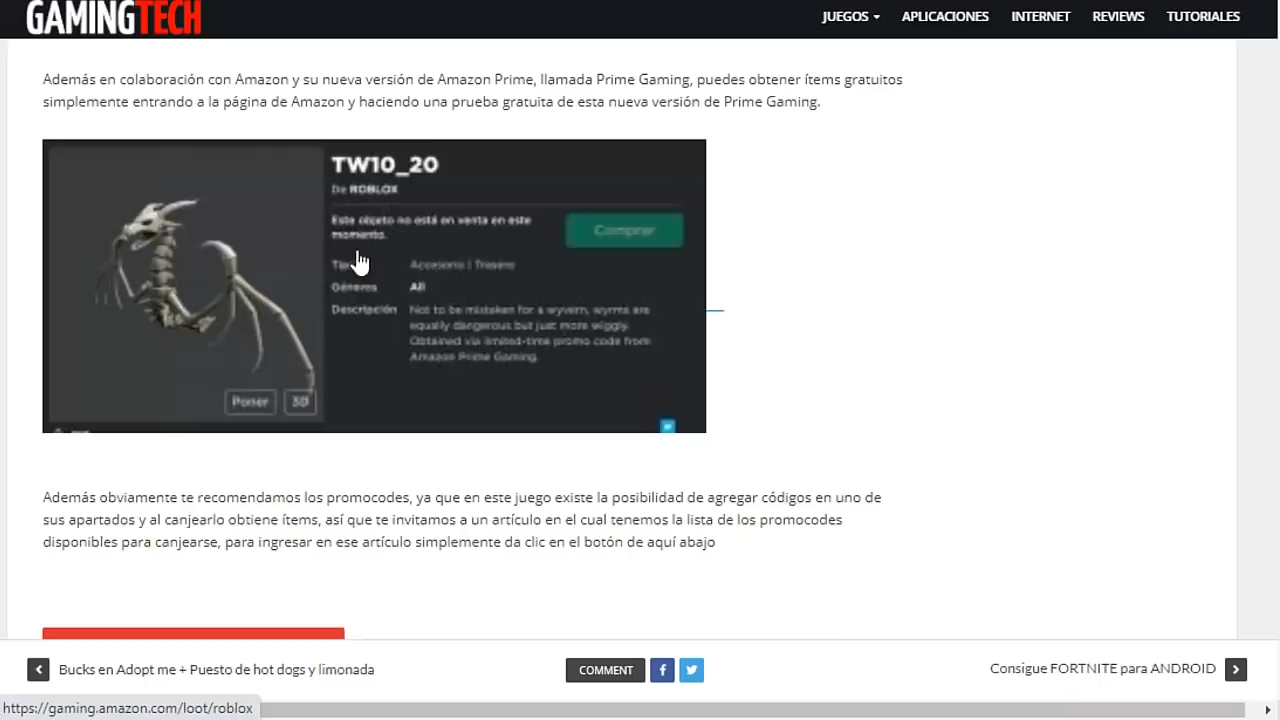 GAMINGTECH
JUEGOS APLICACIONES INTERNET REVIEWS TUTORIALES
Además en colaboración con Amazon y su nueva versión de Amazon Prime, llamada Prime Gaming, puedes obtener ítems gratuitos
simplemente entrando a la página de Amazon y haciendo una prueba gratuita de esta nueva versión de Prime Gaming.
TW10_20
De ROBLOX
Este objeto no está en venta en este
momento.
Comprar
Accesorio | Trasero
Géneros All
Descripción Not to be mistaken for a wyvern, wyrms are
equally dangerous but just more wiggly.
Obtained via limited-time promo code from
Amazon Prime Gaming.
Poner 3D
Además obviamente te recomendamos los promocodes, ya que en este juego existe la posibilidad de agregar códigos en uno de
sus apartados y al canjearlo obtiene ítems, así que te invitamos a un artículo en el cual tenemos la lista de los promocodes
disponibles para canjearse, para ingresar en ese artículo simplemente da clic en el botón de aquí abajo
Bucks en Adopt me + Puesto de hot dogs y limonada
COMMENT
Consigue FORTNITE para ANDROID
https://gaming.amazon.com/loot/roblox